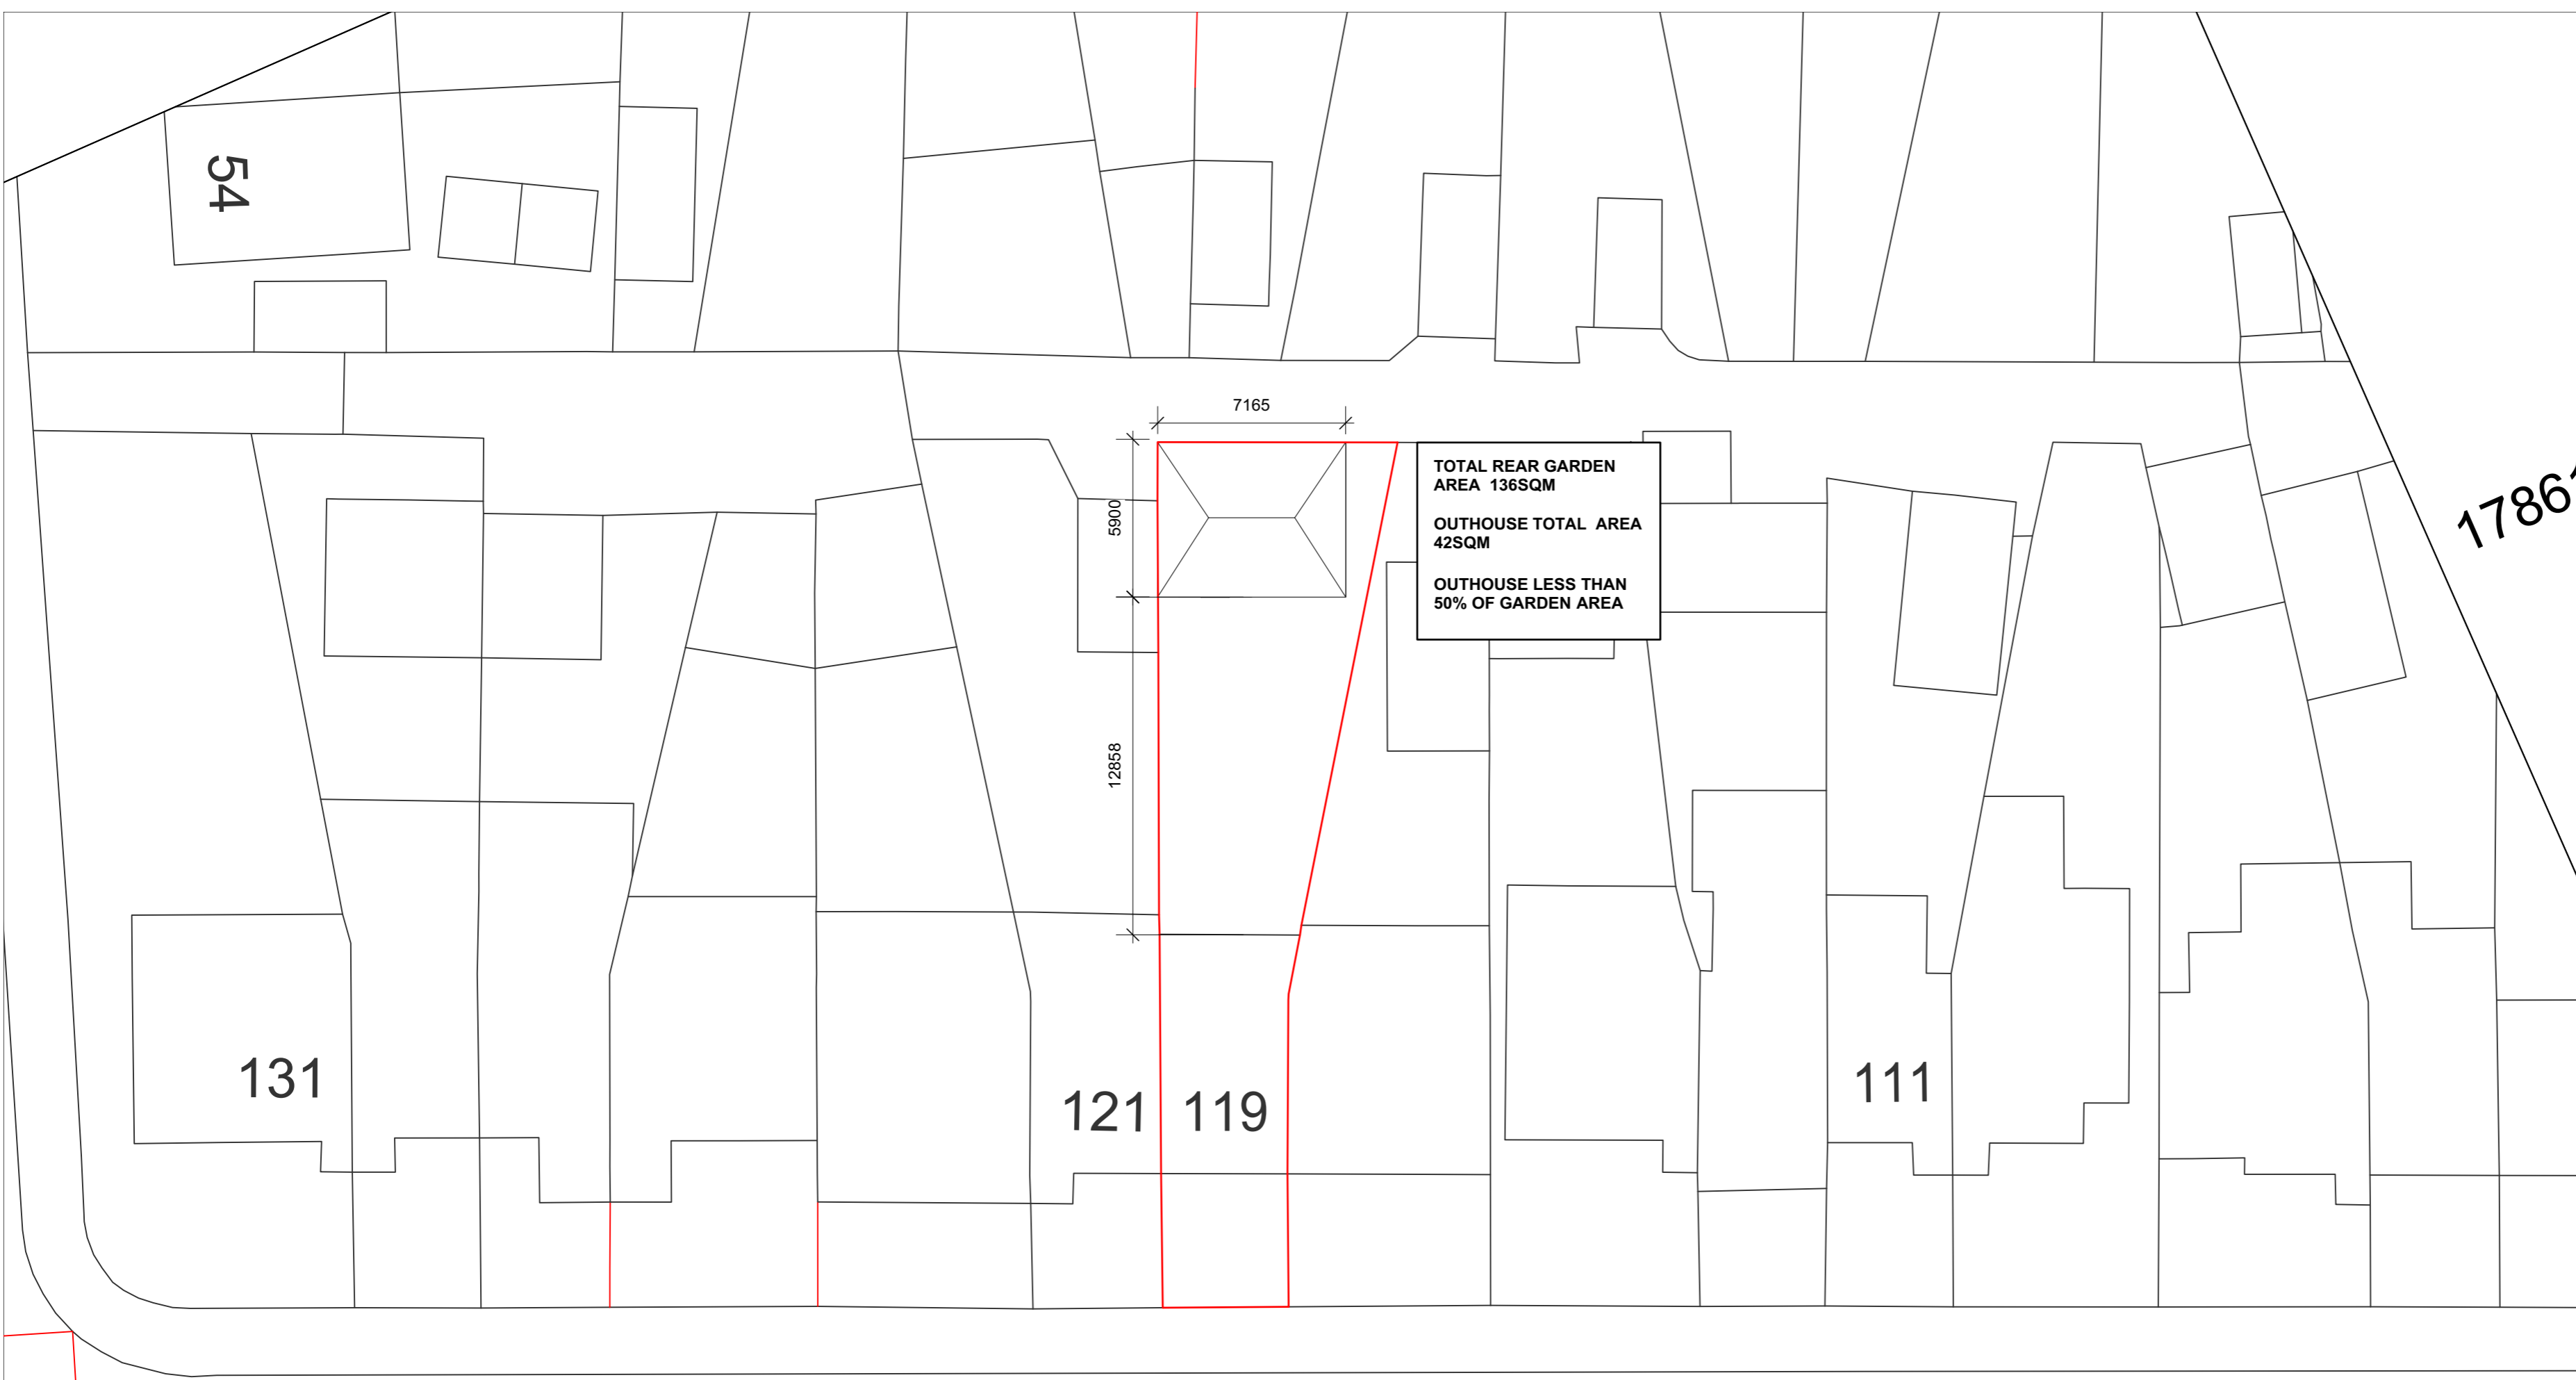 54
7165
5900
TOTAL REAR GARDEN
AREA 136SQM
OUTHOUSE TOTAL AREA
42SQM
OUTHOUSE LESS THAN
50% OF GARDEN AREA
17861
12858
131
121
119
111